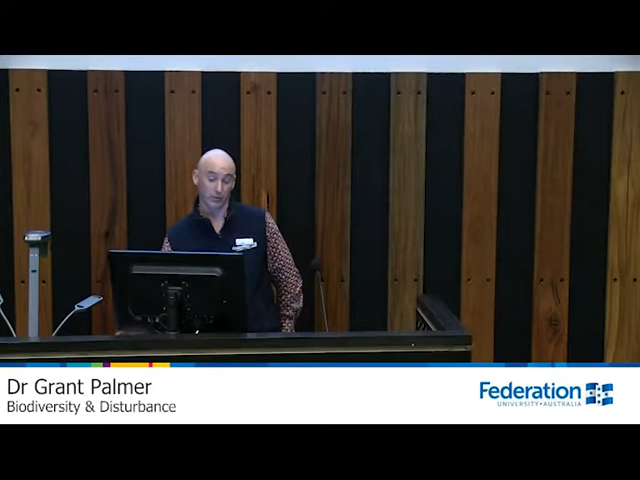 Dr Grant Palmer
Biodiversity & Disturbance
Federation
UNIVERSITY • AUSTRALIA